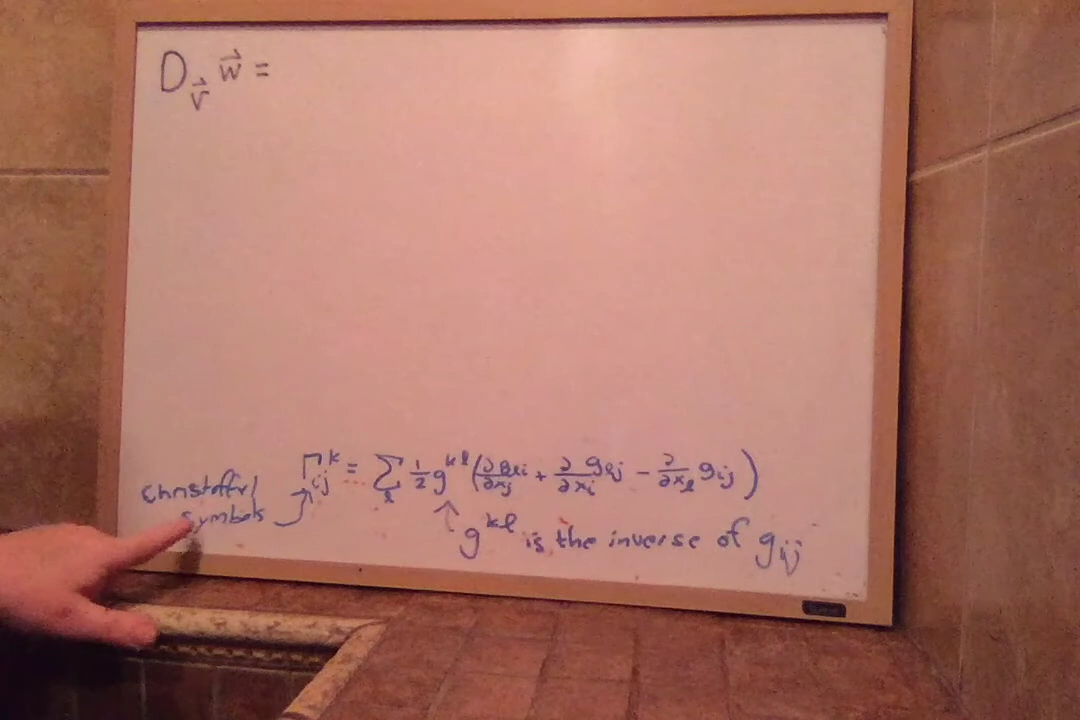 D_v⃗ w⃗ =
Γ_ij^k = Σ_l ½ g^kl (∂g_li/∂x_j + ∂/∂x_i g_lj − ∂/∂x_l g_ij)
Christoffel
symbols
g^kl is the inverse of g_ij